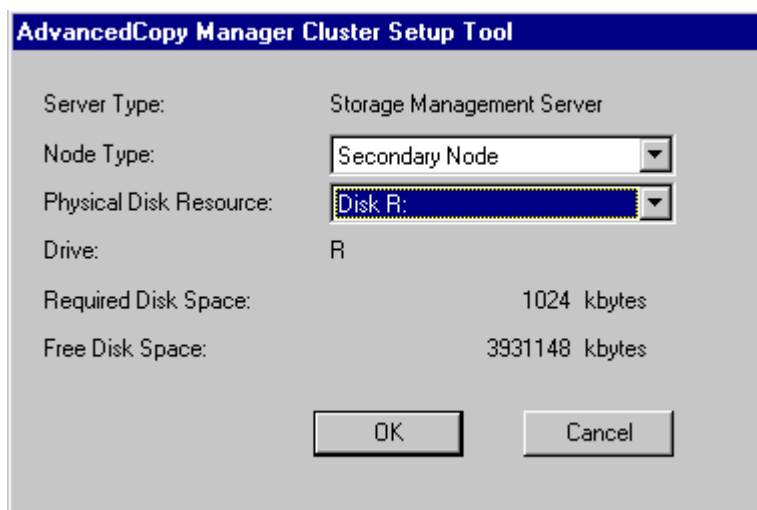 AdvancedCopy Manager Cluster Setup Tool
Server Type: Storage Management Server
Node Type: Secondary Node
Physical Disk Resource: Disk R:
Drive: R
Required Disk Space: 1024 kbytes
Free Disk Space: 3931148 kbytes
OK Cancel